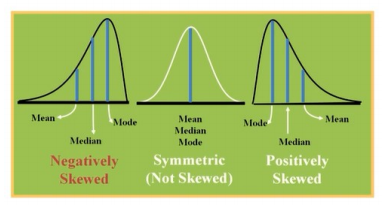 Mean
Median
Mode
Negatively
Skewed
Mean
Median
Mode
Symmetric
(Not Skewed)
Mode
Median
Mean
Positively
Skewed